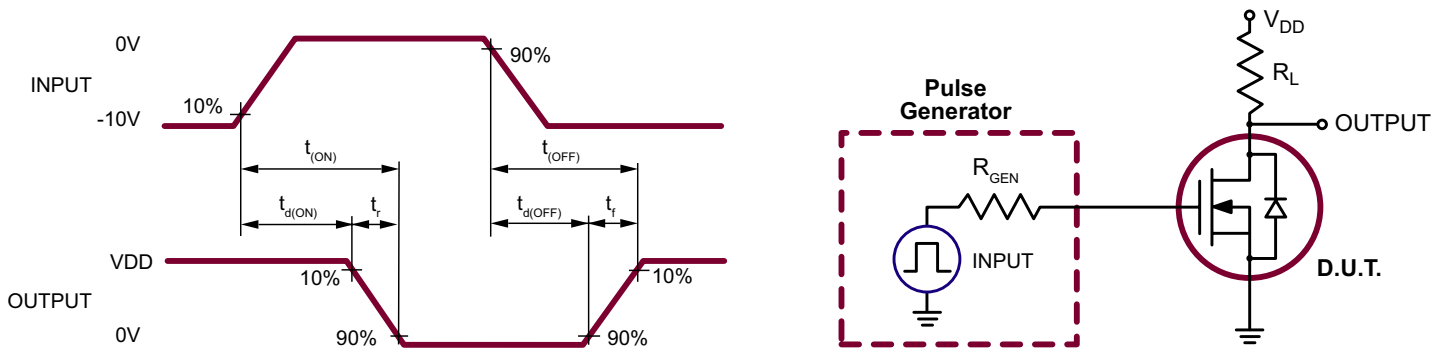 0V
INPUT
-10V
10%
90%
t(ON)
t(OFF)
td(ON)
tr
td(OFF)
tf
VDD
OUTPUT
0V
10%
90%
10%
90%
Pulse
Generator
RGEN
INPUT
VDD
RL
OUTPUT
D.U.T.